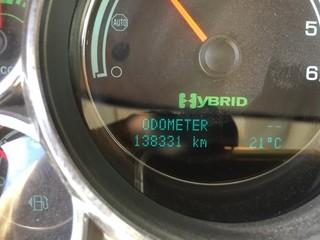 AUTO
5
6
HYBRID
ODOMETER --
138331 km 21°C